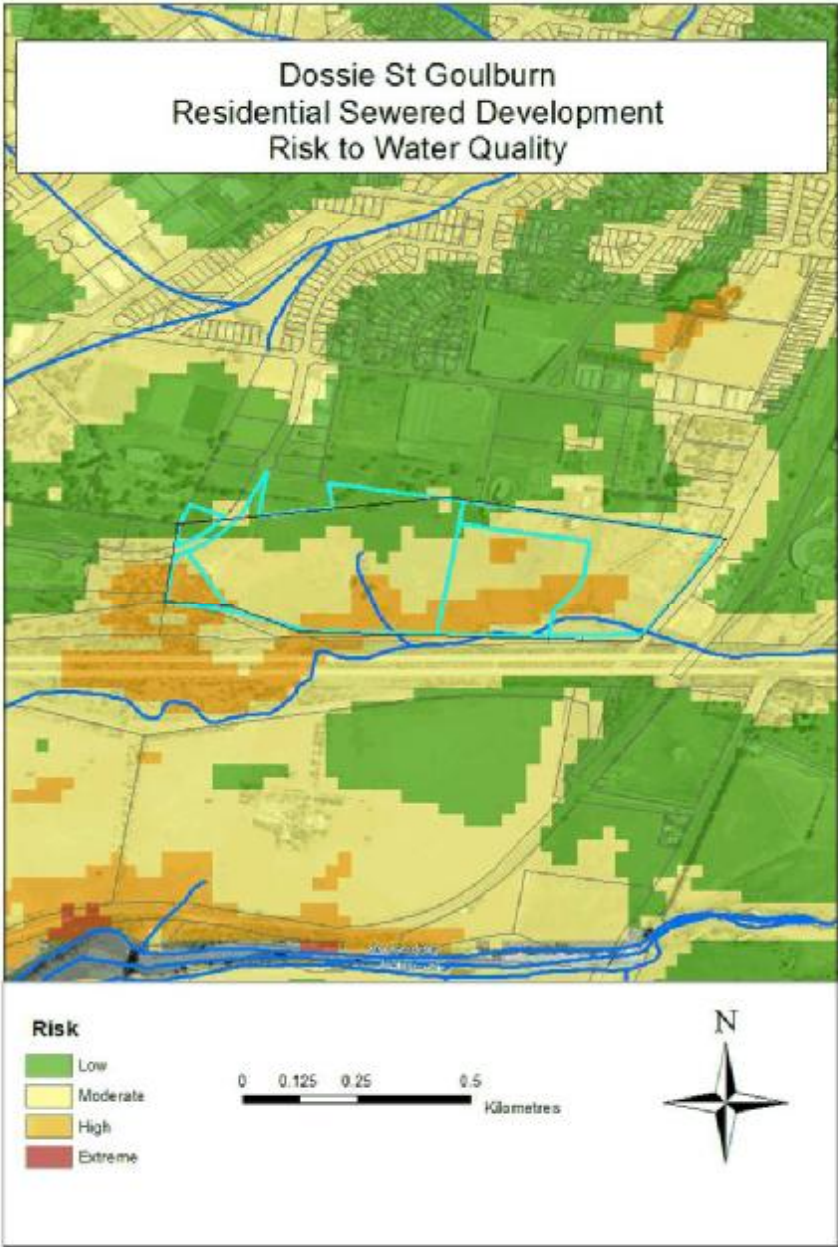 Dossie St Goulburn
Residential Sewered Development
Risk to Water Quality
Risk
Low
Moderate
High
Extreme
0 0.125 0.25 0.5
Kilometres
N